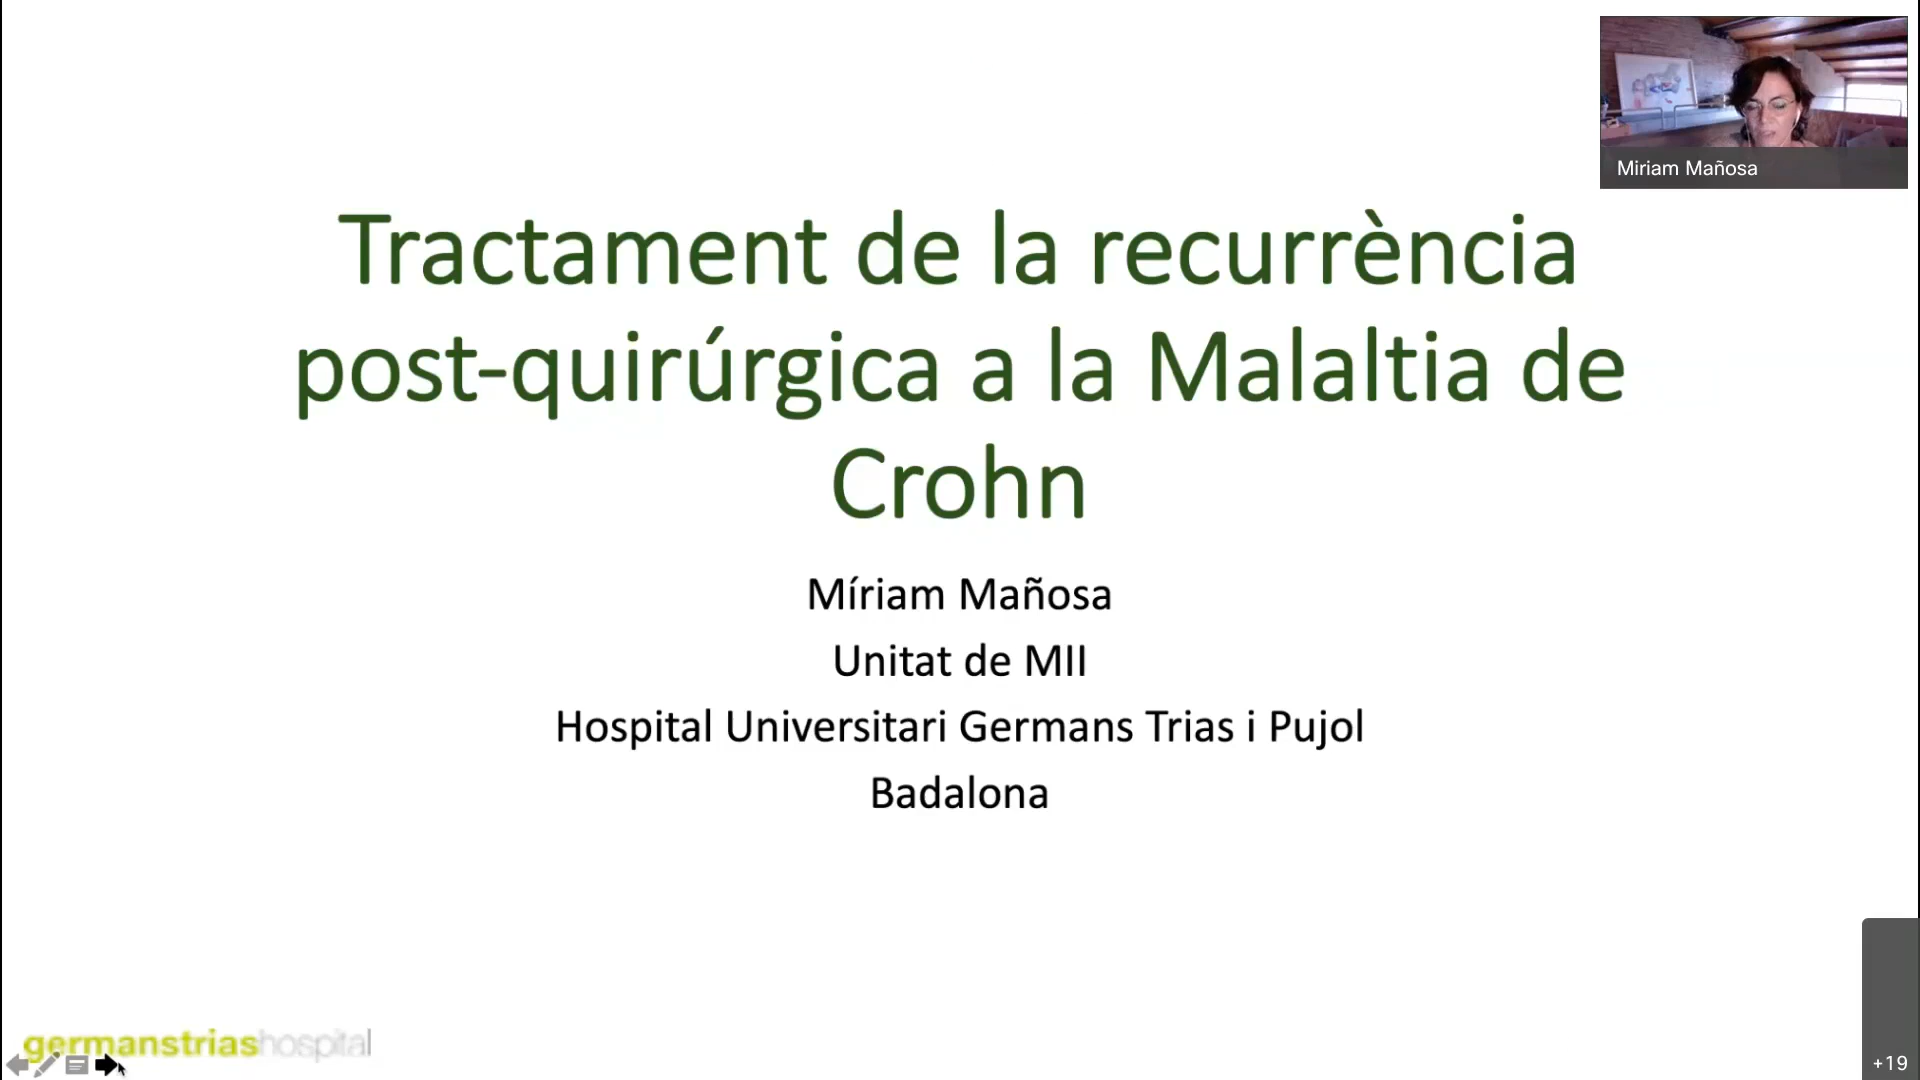 Miriam Mañosa
Tractament de la recurrència
post-quirúrgica a la Malaltia de
Crohn
Míriam Mañosa
Unitat de MII
Hospital Universitari Germans Trias i Pujol
Badalona
germanstriashospital
+19